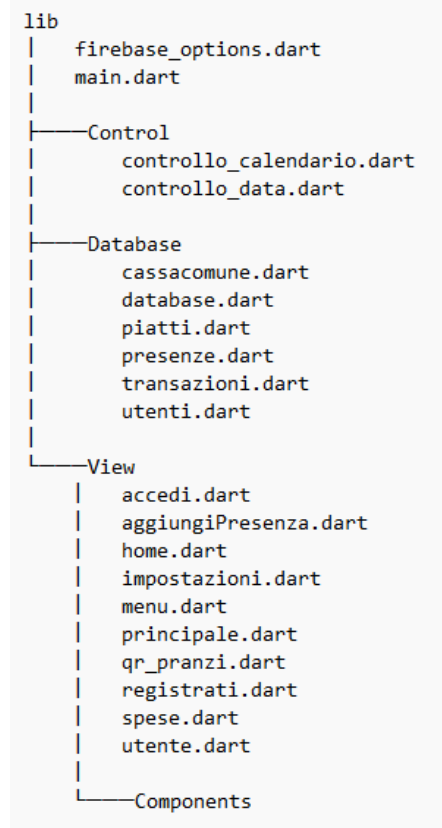 lib
│   firebase_options.dart
│   main.dart
│
├────Control
│       controllo_calendario.dart
│       controllo_data.dart
│
├────Database
│       cassacomune.dart
│       database.dart
│       piatti.dart
│       presenze.dart
│       transazioni.dart
│       utenti.dart
│
└────View
    │   accedi.dart
    │   aggiungiPresenza.dart
    │   home.dart
    │   impostazioni.dart
    │   menu.dart
    │   principale.dart
    │   qr_pranzi.dart
    │   registrati.dart
    │   spese.dart
    │   utente.dart
    │
    └────Components